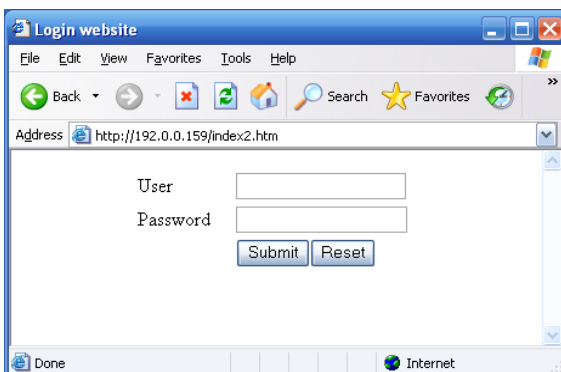 Login website
File Edit View Favorites Tools Help
Back Search Favorites »
Address http://192.0.0.159/index2.htm
User
Password
Submit Reset
Done Internet